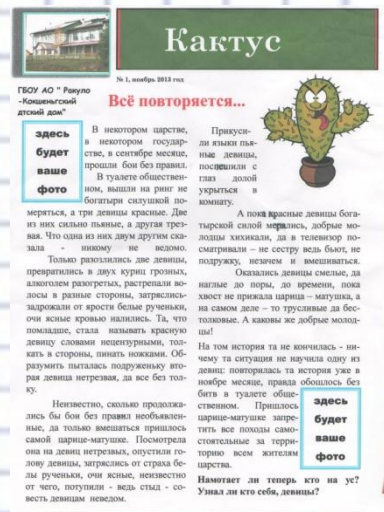 Кактус
№ 1, ноябрь 2013 год
ГБОУ АО " Ракуло
-Кокшеньгский
дтский дом"
Всё повторяется...
здесь
будет
ваше
фото
В некотором царстве,
в некотором государ-
стве, в сентябре месяце,
прошли бои без правил.
В туалете обществен-
ном, вышли на ринг не
богатыри силушкой по-
меряться, а три девицы красные. Две
из них сильно пьяные, а другая трез-
вая. Что одна из них двум другим ска-
зала - никому не ведомо.
Только разозлились две девицы,
превратились в двух куриц грозных,
алкоголем разогретых, растрепали во-
лосы в разные стороны, затряслись-
задрожали от ярости белые рученьки,
очи ясные кровью налились. Та, что
помладше, стала называть красную
девицу словами нецензурными, тол-
кать в стороны, пинать ножками. Об-
разумить пыталась подруженьку вто-
рая девица нетрезвая, да все без тол-
ку.
Неизвестно, сколько продолжа-
лись бы бои без правил необъявлен-
ные, да только вмешаться пришлось
самой царице-матушке. Посмотрела
она на девиц нетрезвых, опустили го-
лову девицы, затряслись от страха бе-
лы рученьки, очи ясные, неизвестно
от чего, потупили - ведь стыд - со-
весть девицам неведом.
Прикуси-
ли языки пья-
ные девицы,
поспешили с
глаз долой
укрыться в
комнату.
А пока красные девицы бога-
тырской силой мерялись, добрые мо-
лодцы хихикали, да в телевизор по-
сматривали – не сестру ведь бьют, не
подружку, незачем и вмешиваться.
Оказались девицы смелые, да
наглые до поры, до времени, пока
хвост не прижала царица – матушка, а
на самом деле – то трусливые да бес-
толковые. А каковы же добрые молод-
цы!
На том история та не кончилась - ни-
чему та ситуация не научила одну из
девиц: повторилась та история уже в
ноябре месяце, правда обошлось без
битв в туалете обще-
ственном. Пришлось
царице-матушке запре-
тить все походы само-
стоятельные за терри-
торию всем жителям
царства.
здесь
будет
ваше
фото
Намотает ли теперь кто на ус?
Узнал ли кто себя, девицы?